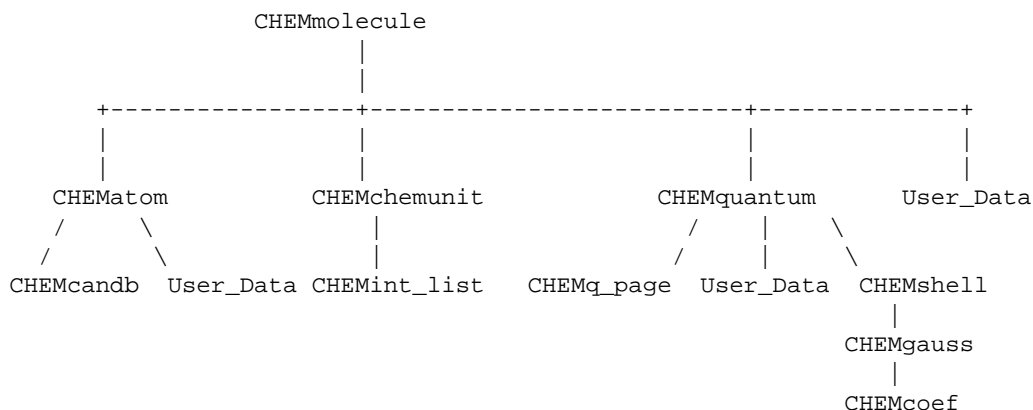 CHEMmolecule
CHEMatom CHEMchemunit CHEMquantum User_Data
CHEMcandb User_Data CHEMint_list CHEMq_page User_Data CHEMshell
CHEMgauss
CHEMcoef